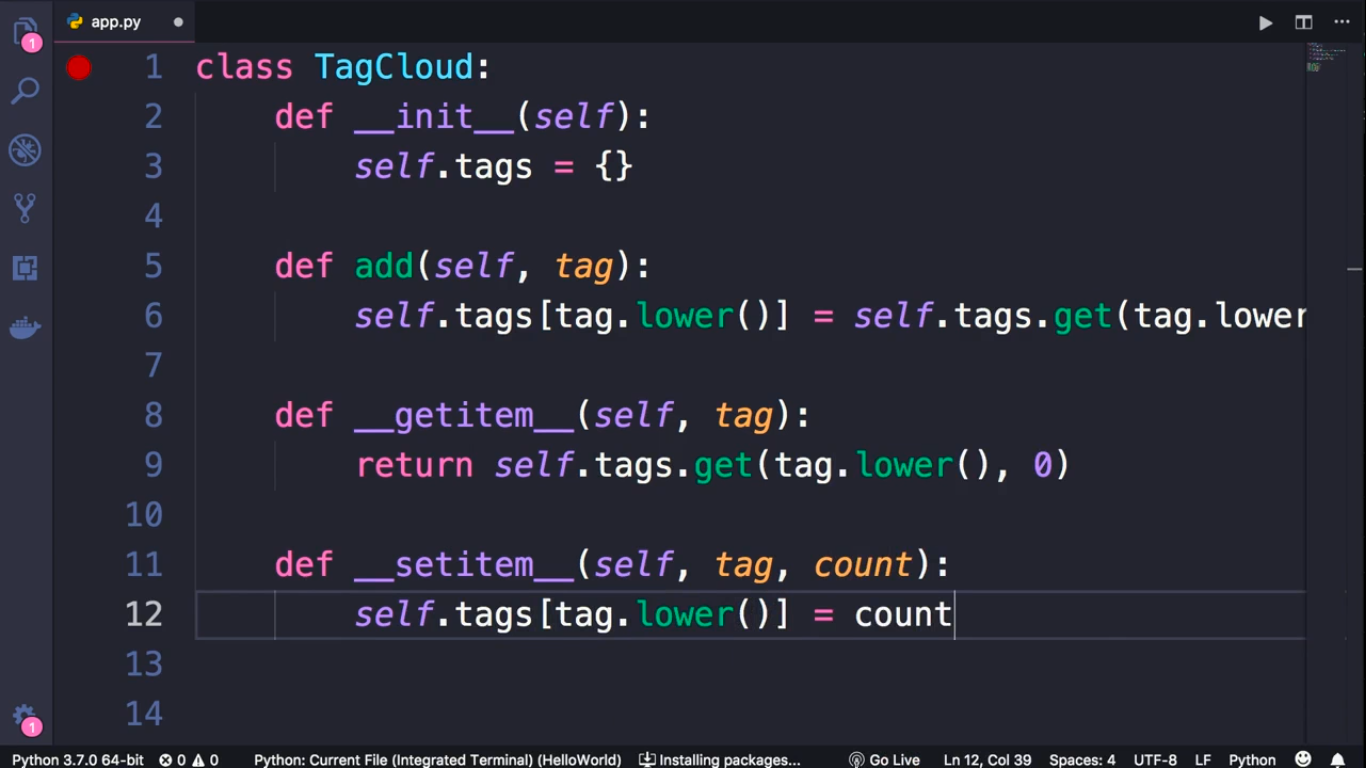 app.py
1 class TagCloud:
2 def __init__(self):
3 self.tags = {}
4
5 def add(self, tag):
6 self.tags[tag.lower()] = self.tags.get(tag.lower
7
8 def __getitem__(self, tag):
9 return self.tags.get(tag.lower(), 0)
10
11 def __setitem__(self, tag, count):
12 self.tags[tag.lower()] = count
13
14
1
1
Python 3.7.0 64-bit 0 0 Python: Current File (Integrated Terminal) (HelloWorld) Installing packages... Go Live Ln 12, Col 39 Spaces: 4 UTF-8 LF Python